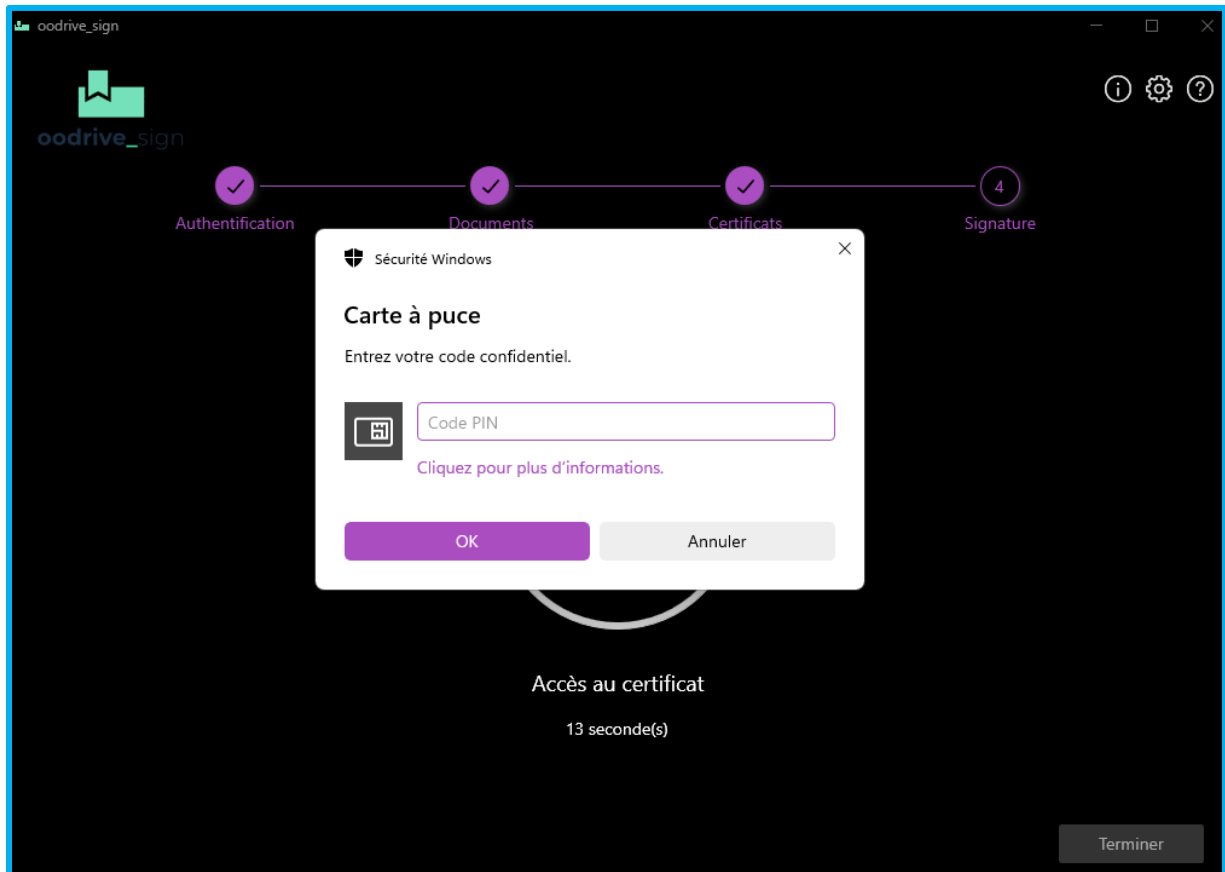 oodrive_sign
oodrive_sign
4
Authentification
Documents
Certificats
Signature
Sécurité Windows
Carte à puce
Entrez votre code confidentiel.
Code PIN
Cliquez pour plus d’informations.
OK
Annuler
Accès au certificat
13 seconde(s)
Terminer